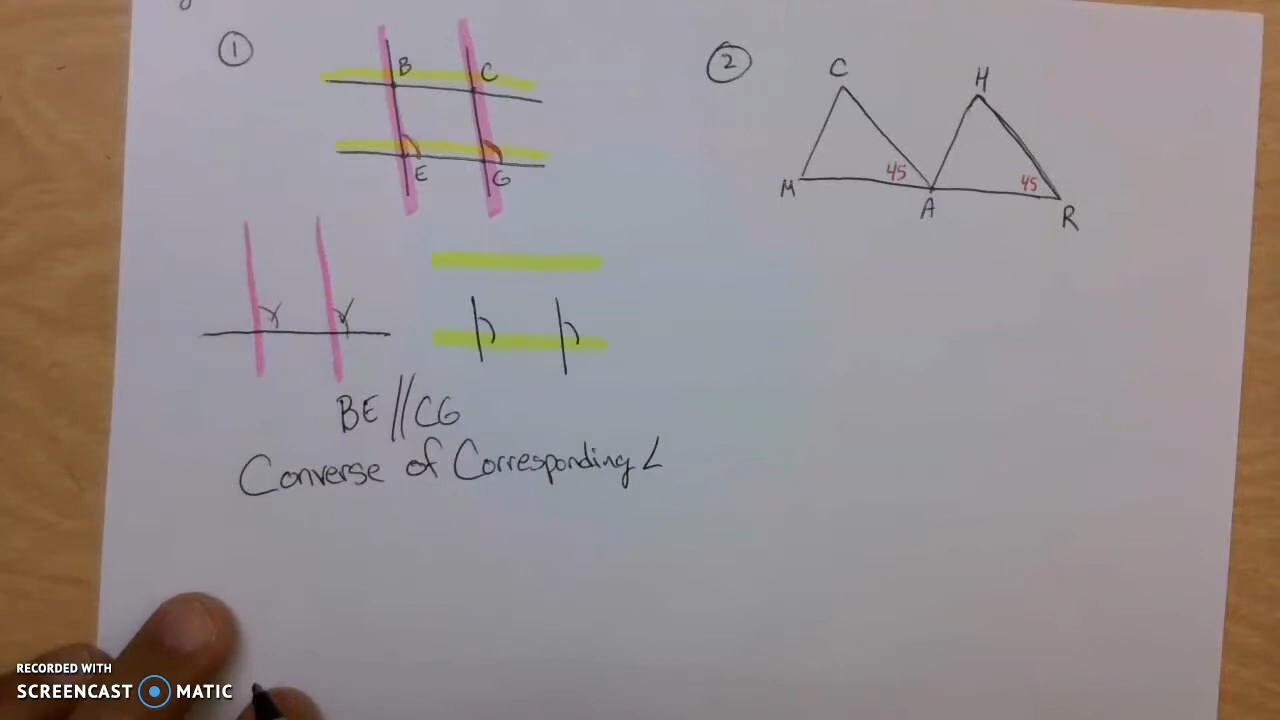 1
B
C
E
G
BE // CG
Converse of Corresponding ∠
2
C
H
45
45
M
A
R
RECORDED WITH
SCREENCAST MATIC